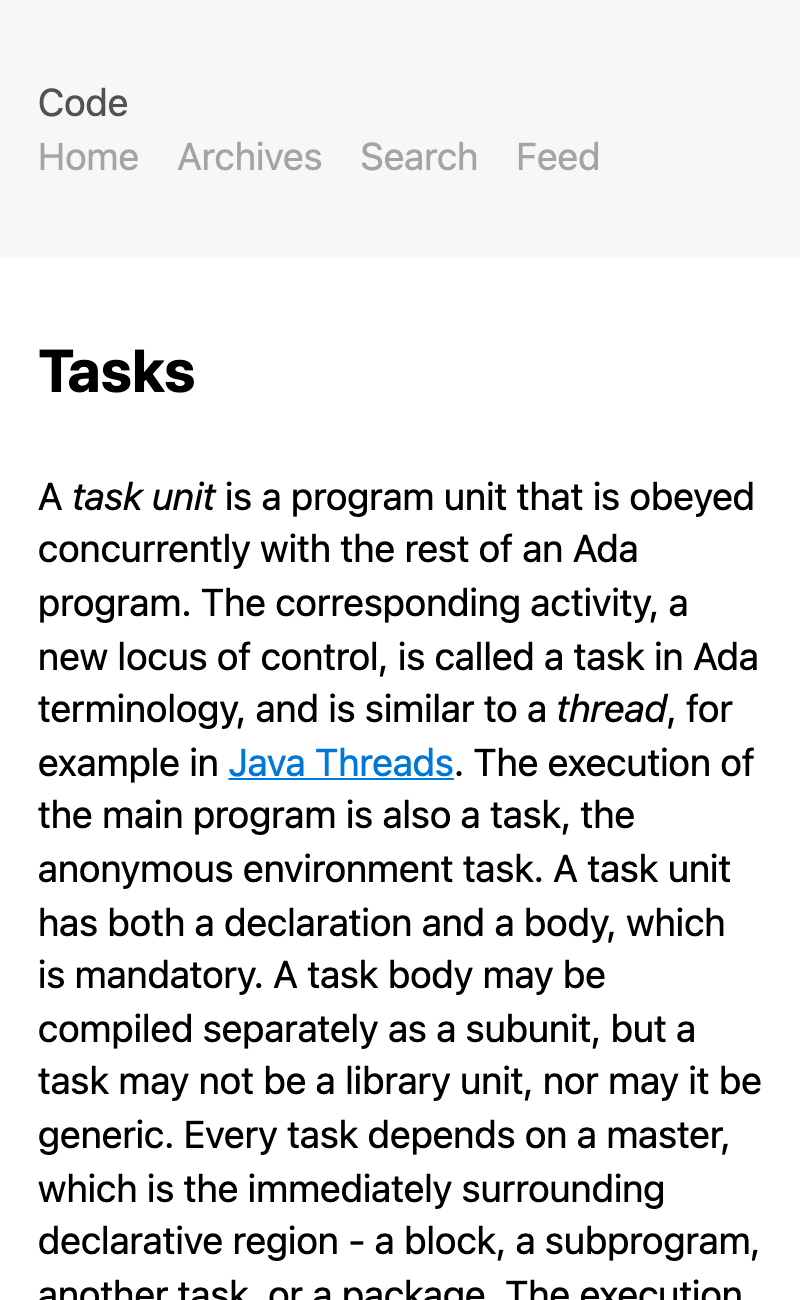 Code
Home Archives Search Feed
Tasks
A task unit is a program unit that is obeyed
concurrently with the rest of an Ada
program. The corresponding activity, a
new locus of control, is called a task in Ada
terminology, and is similar to a thread, for
example in Java Threads. The execution of
the main program is also a task, the
anonymous environment task. A task unit
has both a declaration and a body, which
is mandatory. A task body may be
compiled separately as a subunit, but a
task may not be a library unit, nor may it be
generic. Every task depends on a master,
which is the immediately surrounding
declarative region - a block, a subprogram,
another task, or a package. The execution